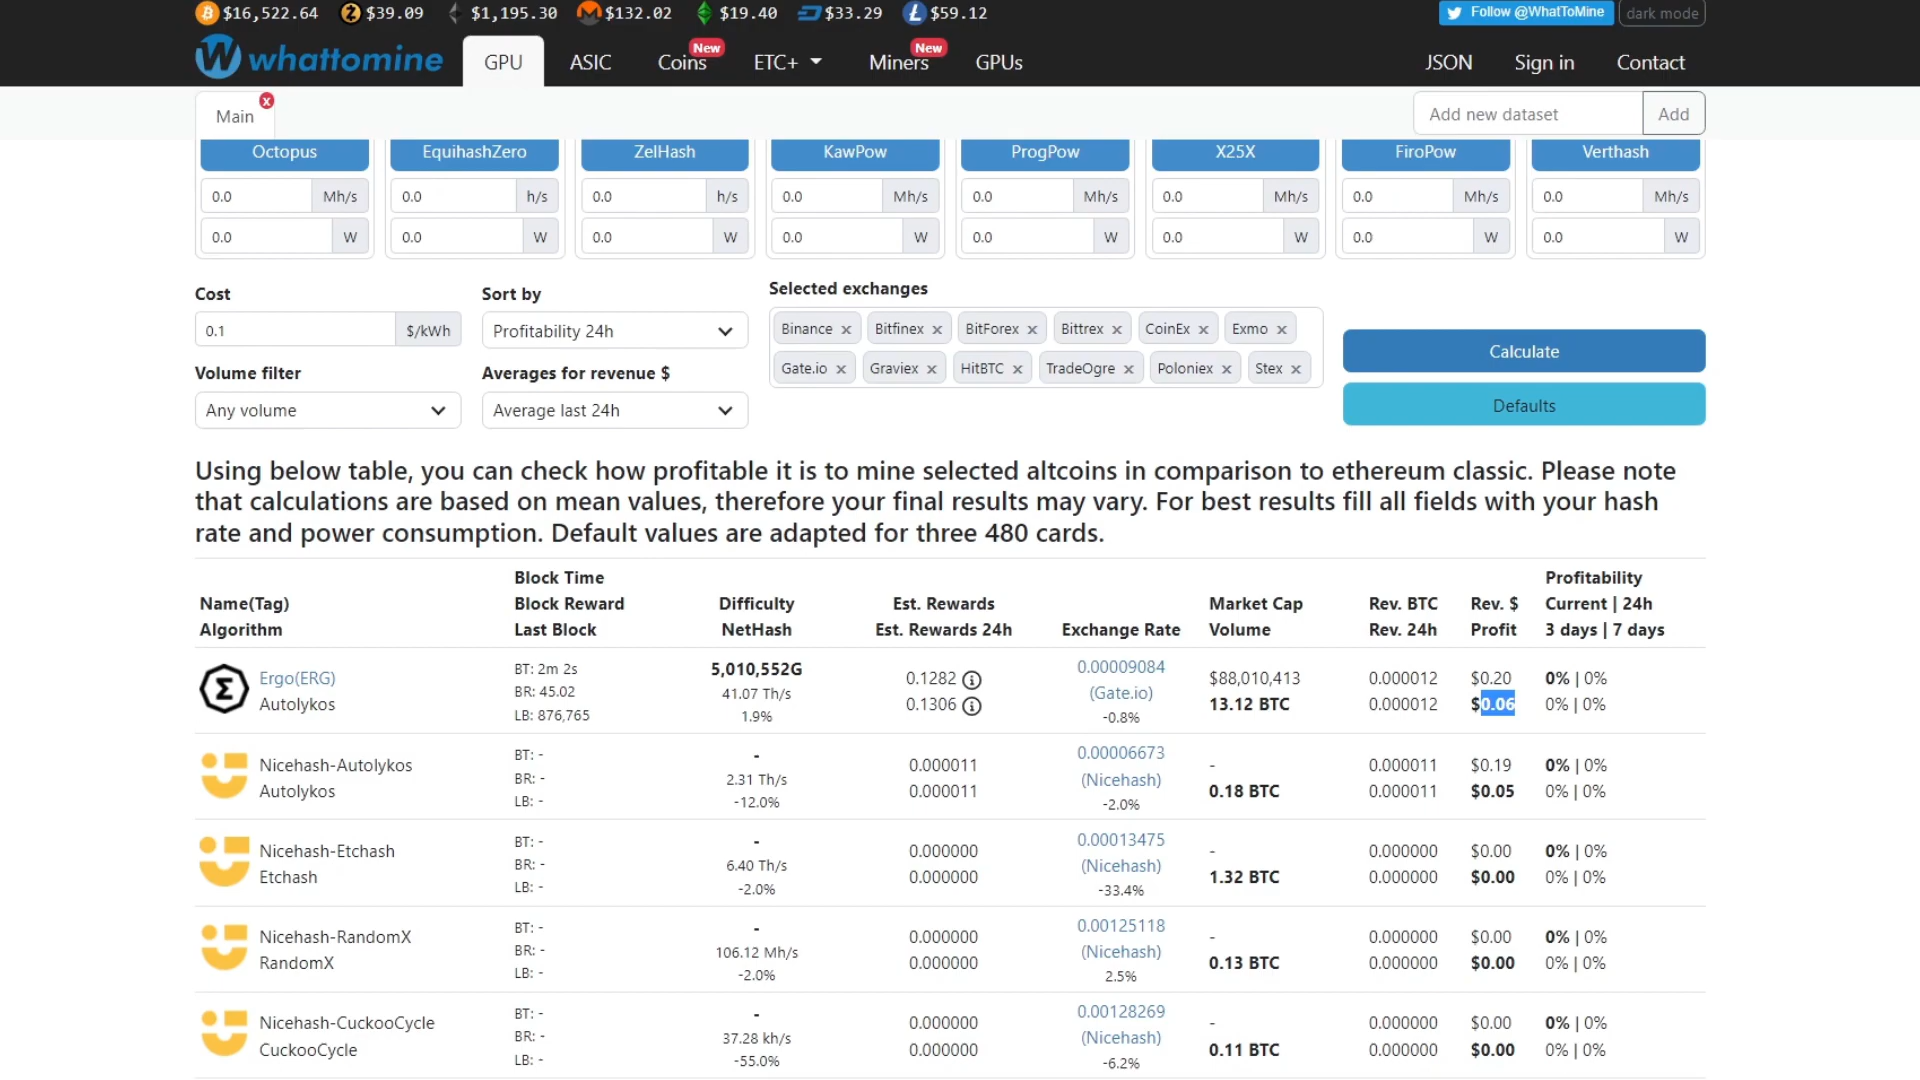 $16,522.64 $39.09 $1,195.30 $132.02 $19.40 $33.29 $59.12 Follow @WhatToMine dark mode
whattomine GPU ASIC Coins New ETC+ Miners New GPUs JSON Sign in Contact
Main x Add new dataset Add
Octopus EquihashZero ZelHash KawPow ProgPow X25X FiroPow Verthash
0.0 Mh/s 0.0 h/s 0.0 h/s 0.0 Mh/s 0.0 Mh/s 0.0 Mh/s 0.0 Mh/s 0.0 Mh/s
0.0 W 0.0 W 0.0 W 0.0 W 0.0 W 0.0 W 0.0 W 0.0 W
Cost Sort by Selected exchanges
0.1 $/kWh Profitability 24h Binance × Bitfinex × BitForex × Bittrex × CoinEx × Exmo ×
Calculate
Volume filter Averages for revenue $ Gate.io × Graviex × HitBTC × TradeOgre × Poloniex × Stex ×
Any volume Average last 24h Defaults
Using below table, you can check how profitable it is to mine selected altcoins in comparison to ethereum classic. Please note
that calculations are based on mean values, therefore your final results may vary. For best results fill all fields with your hash
rate and power consumption. Default values are adapted for three 480 cards.
Block Time Profitability
Name(Tag) Block Reward Difficulty Est. Rewards Market Cap Rev. BTC Rev. $ Current | 24h
Algorithm Last Block NetHash Est. Rewards 24h Exchange Rate Volume Rev. 24h Profit 3 days | 7 days
Ergo(ERG) BT: 2m 2s 5,010,552G 0.1282 0.00009084 $88,010,413 0.000012 $0.20 0% | 0%
BR: 45.02 41.07 Th/s (Gate.io)
Autolykos LB: 876,765 1.9% 0.1306 -0.8% 13.12 BTC 0.000012 $0.06 0% | 0%
Nicehash-Autolykos BT: - - 0.000011 0.00006673 - 0.000011 $0.19 0% | 0%
BR: - 2.31 Th/s (Nicehash)
Autolykos LB: - -12.0% 0.000011 -2.0% 0.18 BTC 0.000011 $0.05 0% | 0%
Nicehash-Etchash BT: - - 0.000000 0.00013475 - 0.000000 $0.00 0% | 0%
BR: - 6.40 Th/s (Nicehash)
Etchash LB: - -2.0% 0.000000 -33.4% 1.32 BTC 0.000000 $0.00 0% | 0%
Nicehash-RandomX BT: - - 0.000000 0.00125118 - 0.000000 $0.00 0% | 0%
BR: - 106.12 Mh/s (Nicehash)
RandomX LB: - -2.0% 0.000000 2.5% 0.13 BTC 0.000000 $0.00 0% | 0%
Nicehash-CuckooCycle BT: - - 0.000000 0.00128269 - 0.000000 $0.00 0% | 0%
BR: - 37.28 kh/s (Nicehash)
CuckooCycle LB: - -55.0% 0.000000 -6.2% 0.11 BTC 0.000000 $0.00 0% | 0%